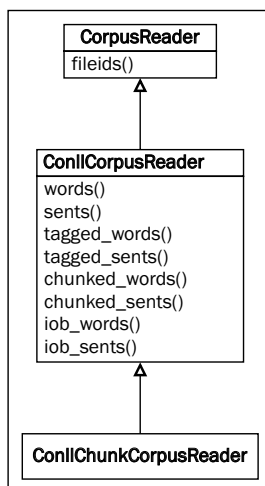 CorpusReader
fileids()
ConllCorpusReader
words()
sents()
tagged_words()
tagged_sents()
chunked_words()
chunked_sents()
iob_words()
iob_sents()
ConllChunkCorpusReader